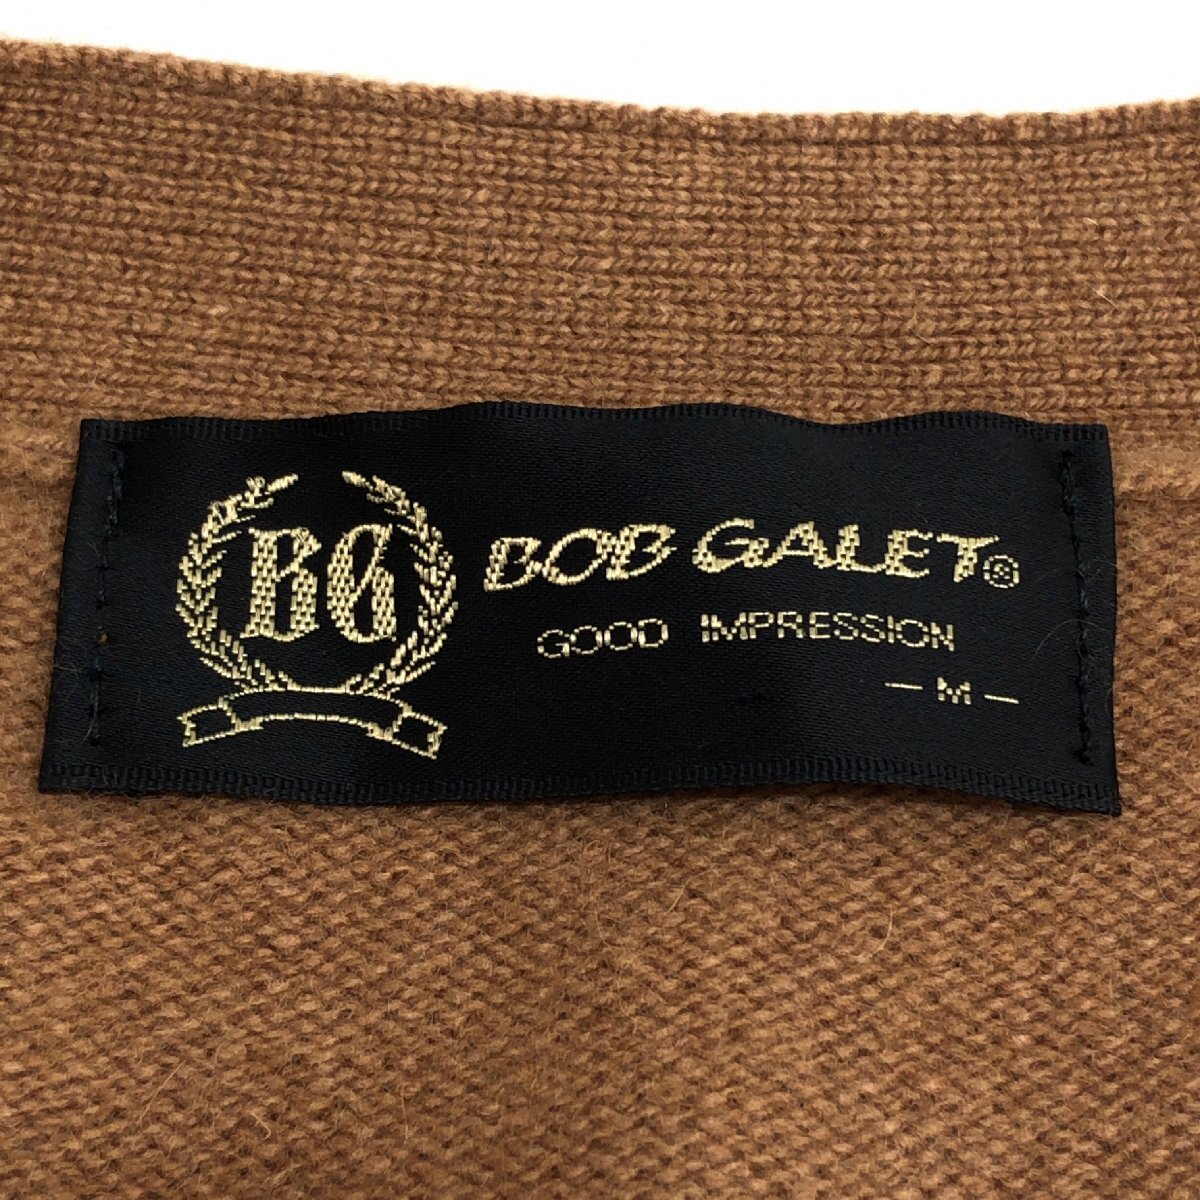 BG
BOB GALET®
GOOD IMPRESSION
– M –